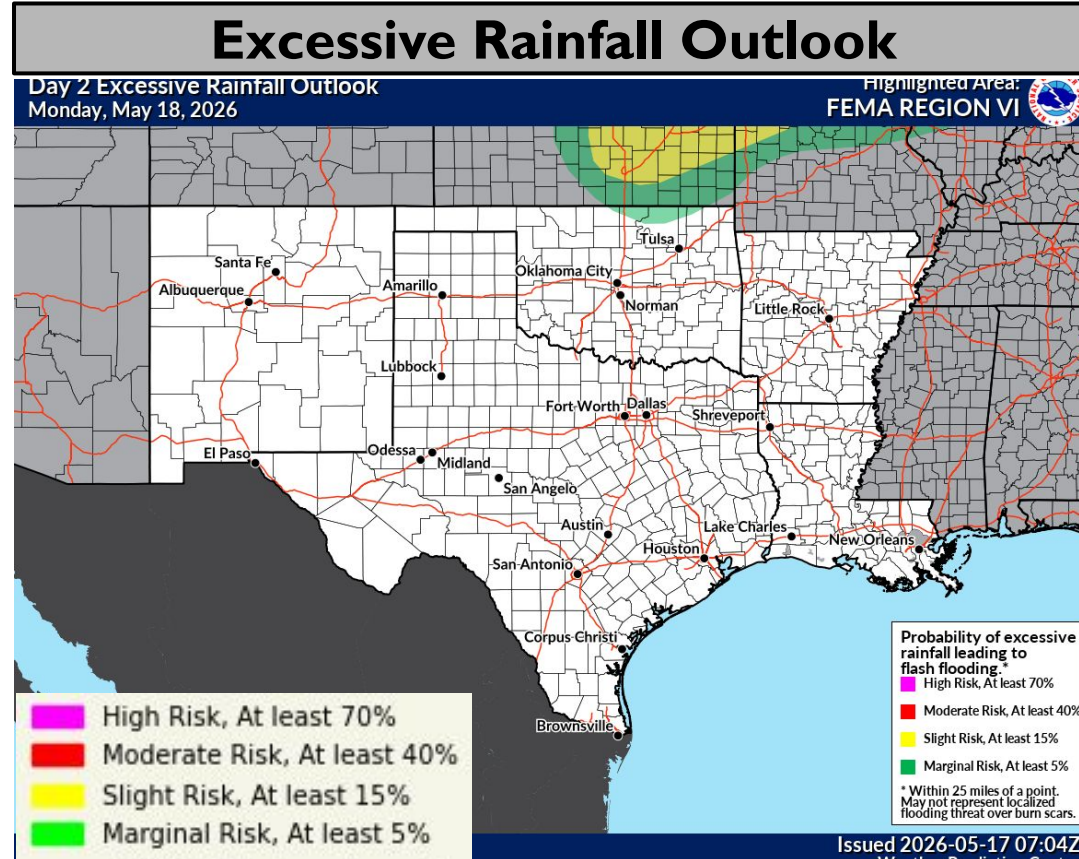 Excessive Rainfall Outlook
Day 2 Excessive Rainfall Outlook
Monday, May 18, 2026
Highlighted Area:
FEMA REGION VI
Tulsa
Santa Fe
Oklahoma City
Albuquerque
Amarillo
Norman
Little Rock
Lubbock
Fort Worth
Dallas
Shreveport
El Paso
Odessa
Midland
San Angelo
Austin
Lake Charles
New Orleans
Houston
San Antonio
Corpus Christi
Brownsville
Probability of excessive
rainfall leading to
flash flooding.*
High Risk, At least 70%
Moderate Risk, At least 40%
Slight Risk, At least 15%
Marginal Risk, At least 5%
* Within 25 miles of a point.
May not represent localized
flooding threat over burn scars.
High Risk, At least 70%
Moderate Risk, At least 40%
Slight Risk, At least 15%
Marginal Risk, At least 5%
Issued 2026-05-17 07:04Z